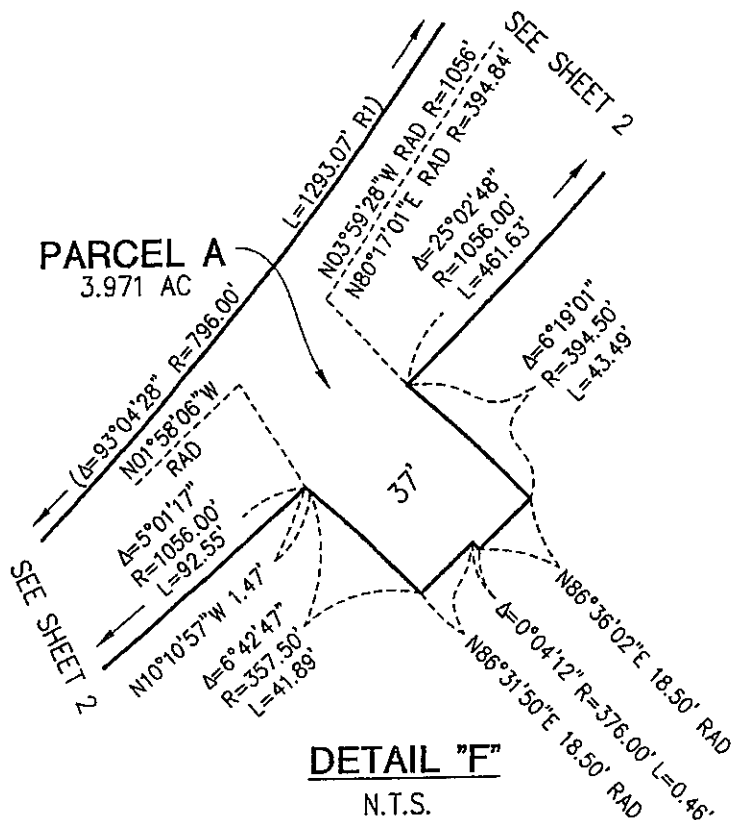 SEE SHEET 2
L=1293.07' R1)
N03°59'28"W RAD R=1056'
N80°17'01"E RAD R=394.84'
Δ=25°02'48"
R=1056.00'
L=461.63'
PARCEL A
3.971 AC
Δ=6°19'01"
R=394.50'
L=43.49'
(Δ=93°04'28" R=796.00'
N01°58'06"W
RAD
37'
Δ=5°01'17"
R=1056.00'
L=92.55'
SEE SHEET 2
N10°10'57"W 1.47'
Δ=6°42'47"
R=357.50'
L=41.89'
N86°36'02"E 18.50' RAD
Δ=0°04'12" R=376.00' L=0.46'
N86°31'50"E 18.50' RAD
DETAIL "F"
N.T.S.